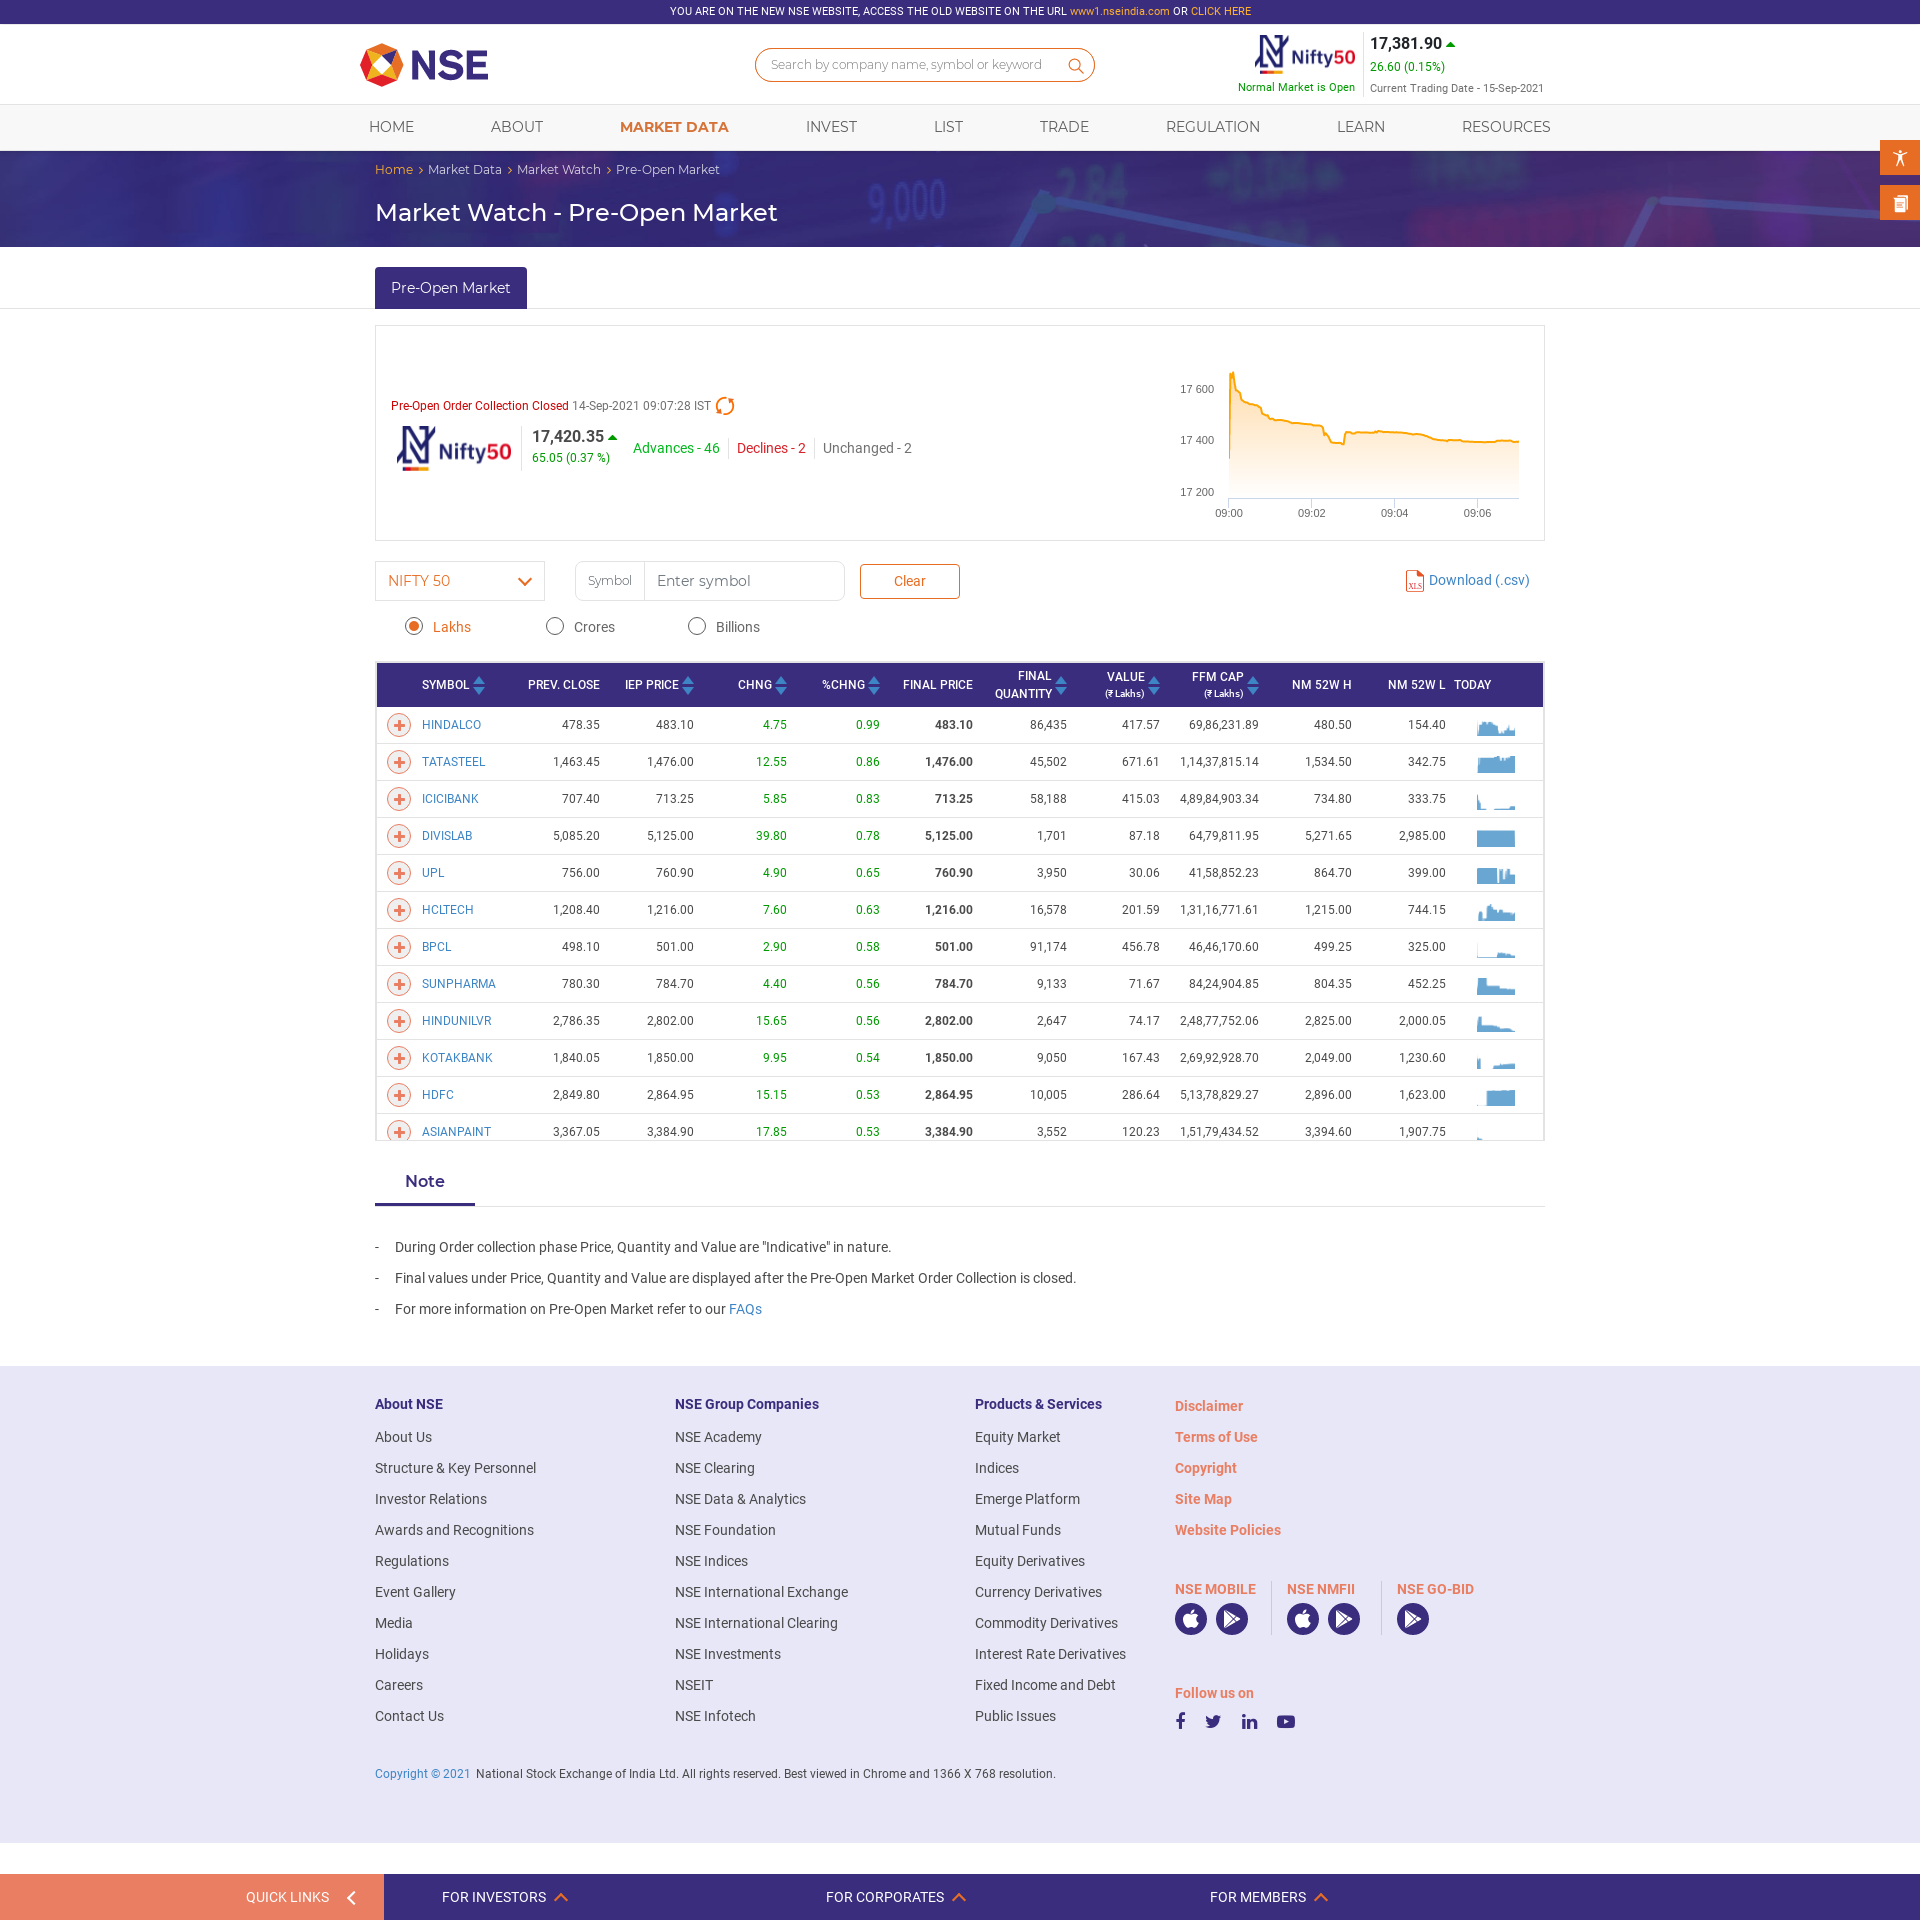 YOU ARE ON THE NEW NSE WEBSITE, ACCESS THE OLD WEBSITE ON THE URL www1.nseindia.com OR CLICK HERE
NSE
Search by company name, symbol or keyword
Nifty50
Normal Market is Open
17,381.90
26.60 (0.15%)
Current Trading Date - 15-Sep-2021
HOME ABOUT MARKET DATA INVEST LIST TRADE REGULATION LEARN RESOURCES
Home > Market Data > Market Watch > Pre-Open Market
9,000 2.84
Market Watch - Pre-Open Market
Pre-Open Market
Pre-Open Order Collection Closed 14-Sep-2021 09:07:28 IST
Nifty50
17,420.35
65.05 (0.37 %)
Advances - 46 Declines - 2 Unchanged - 2
17 600
17 400
17 200
09:00 09:02 09:04 09:06
NIFTY 50 Symbol Enter symbol Clear XLS Download (.csv)
Lakhs Crores Billions
SYMBOL PREV. CLOSE IEP PRICE CHNG %CHNG FINAL PRICE FINAL QUANTITY VALUE (₹ Lakhs) FFM CAP (₹ Lakhs) NM 52W H NM 52W L TODAY
HINDALCO 478.35 483.10 4.75 0.99 483.10 86,435 417.57 69,86,231.89 480.50 154.40
TATASTEEL 1,463.45 1,476.00 12.55 0.86 1,476.00 45,502 671.61 1,14,37,815.14 1,534.50 342.75
ICICIBANK 707.40 713.25 5.85 0.83 713.25 58,188 415.03 4,89,84,903.34 734.80 333.75
DIVISLAB 5,085.20 5,125.00 39.80 0.78 5,125.00 1,701 87.18 64,79,811.95 5,271.65 2,985.00
UPL 756.00 760.90 4.90 0.65 760.90 3,950 30.06 41,58,852.23 864.70 399.00
HCLTECH 1,208.40 1,216.00 7.60 0.63 1,216.00 16,578 201.59 1,31,16,771.61 1,215.00 744.15
BPCL 498.10 501.00 2.90 0.58 501.00 91,174 456.78 46,46,170.60 499.25 325.00
SUNPHARMA 780.30 784.70 4.40 0.56 784.70 9,133 71.67 84,24,904.85 804.35 452.25
HINDUNILVR 2,786.35 2,802.00 15.65 0.56 2,802.00 2,647 74.17 2,48,77,752.06 2,825.00 2,000.05
KOTAKBANK 1,840.05 1,850.00 9.95 0.54 1,850.00 9,050 167.43 2,69,92,928.70 2,049.00 1,230.60
HDFC 2,849.80 2,864.95 15.15 0.53 2,864.95 10,005 286.64 5,13,78,829.27 2,896.00 1,623.00
ASIANPAINT 3,367.05 3,384.90 17.85 0.53 3,384.90 3,552 120.23 1,51,79,434.52 3,394.60 1,907.75
Note
- During Order collection phase Price, Quantity and Value are "Indicative" in nature.
- Final values under Price, Quantity and Value are displayed after the Pre-Open Market Order Collection is closed.
- For more information on Pre-Open Market refer to our FAQs
About NSE
About Us
Structure & Key Personnel
Investor Relations
Awards and Recognitions
Regulations
Event Gallery
Media
Holidays
Careers
Contact Us
NSE Group Companies
NSE Academy
NSE Clearing
NSE Data & Analytics
NSE Foundation
NSE Indices
NSE International Exchange
NSE International Clearing
NSE Investments
NSEIT
NSE Infotech
Products & Services
Equity Market
Indices
Emerge Platform
Mutual Funds
Equity Derivatives
Currency Derivatives
Commodity Derivatives
Interest Rate Derivatives
Fixed Income and Debt
Public Issues
Disclaimer
Terms of Use
Copyright
Site Map
Website Policies
NSE MOBILE NSE NMFII NSE GO-BID
Follow us on
Copyright © 2021 National Stock Exchange of India Ltd. All rights reserved. Best viewed in Chrome and 1366 X 768 resolution.
QUICK LINKS FOR INVESTORS FOR CORPORATES FOR MEMBERS